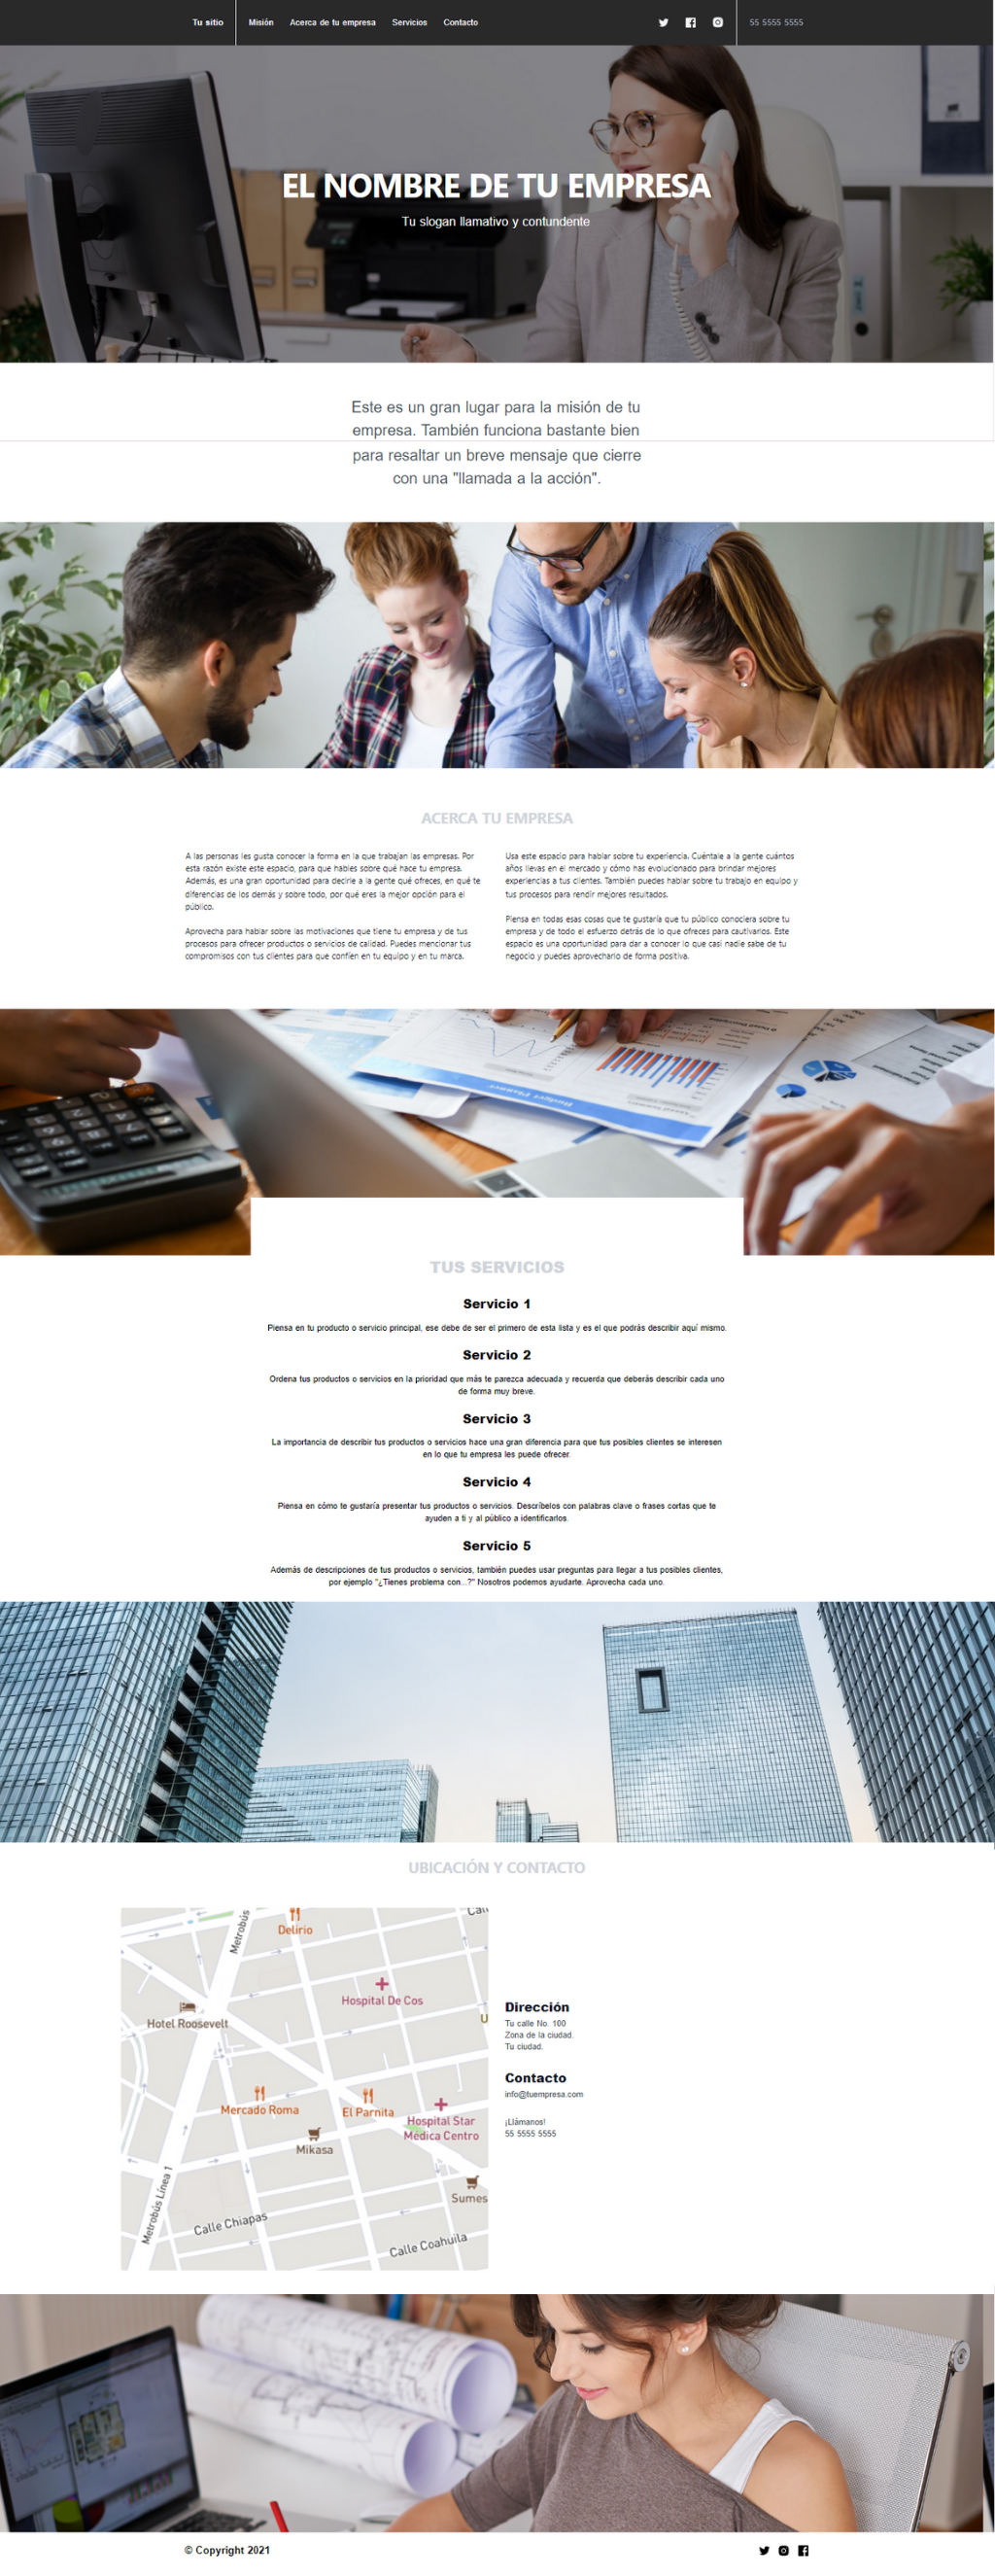 Tu sitio Misión Acerca de tu empresa Servicios Contacto 55 5555 5555
EL NOMBRE DE TU EMPRESA
Tu slogan llamativo y contundente
Este es un gran lugar para la misión de tu
empresa. También funciona bastante bien
para resaltar un breve mensaje que cierre
con una "llamada a la acción".
ACERCA TU EMPRESA
A las personas les gusta conocer la forma en la que trabajan las empresas. Por
esta razón existe este espacio, para que hables sobre qué hace tu empresa.
Además, es una gran oportunidad para decirle a la gente qué ofreces, en qué te
diferencias de los demás y sobre todo, por qué eres la mejor opción para el
público.
Aprovecha para hablar sobre las motivaciones que tiene tu empresa y de tus
procesos para ofrecer productos o servicios de calidad. Puedes mencionar tus
compromisos con tus clientes para que confíen en tu equipo y en tu marca.
Usa este espacio para hablar sobre tu experiencia. Cuéntale a la gente cuántos
años llevas en el mercado y cómo has evolucionado para brindar mejores
experiencias a tus clientes. También puedes hablar sobre tu trabajo en equipo y
tus procesos para rendir mejores resultados.
Piensa en todas esas cosas que te gustaría que tu público conociera sobre tu
empresa y de todo el esfuerzo detrás de lo que ofreces para cautivarlos. Este
espacio es una oportunidad para dar a conocer lo que casi nadie sabe de tu
negocio y puedes aprovecharlo de forma positiva.
Budget Planner
TUS SERVICIOS
Servicio 1
Piensa en tu producto o servicio principal, ese debe de ser el primero de esta lista y es el que podrás describir aquí mismo.
Servicio 2
Ordena tus productos o servicios en la prioridad que más te parezca adecuada y recuerda que deberás describir cada uno
de forma muy breve.
Servicio 3
La importancia de describir tus productos o servicios hace una gran diferencia para que tus posibles clientes se interesen
en lo que tu empresa les puede ofrecer.
Servicio 4
Piensa en cómo te gustaría presentar tus productos o servicios. Descríbelos con palabras clave o frases cortas que te
ayuden a ti y al público a identificarlos.
Servicio 5
Además de descripciones de tus productos o servicios, también puedes usar preguntas para llegar a tus posibles clientes,
por ejemplo "¿Tienes problema con...?" Nosotros podemos ayudarte. Aprovecha cada uno.
UBICACIÓN Y CONTACTO
Metrobús
Delirio
Hospital De Cos
Hotel Roosevelt
Mercado Roma
El Parnita
Hospital Star
Médica Centro
Mikasa
Sumes
Metrobús Línea 1
Calle Chiapas
Calle Coahuila
Dirección
Tu calle No. 100
Zona de la ciudad.
Tu ciudad.
Contacto
info@tuempresa.com
¡Llámanos!
55 5555 5555
© Copyright 2021